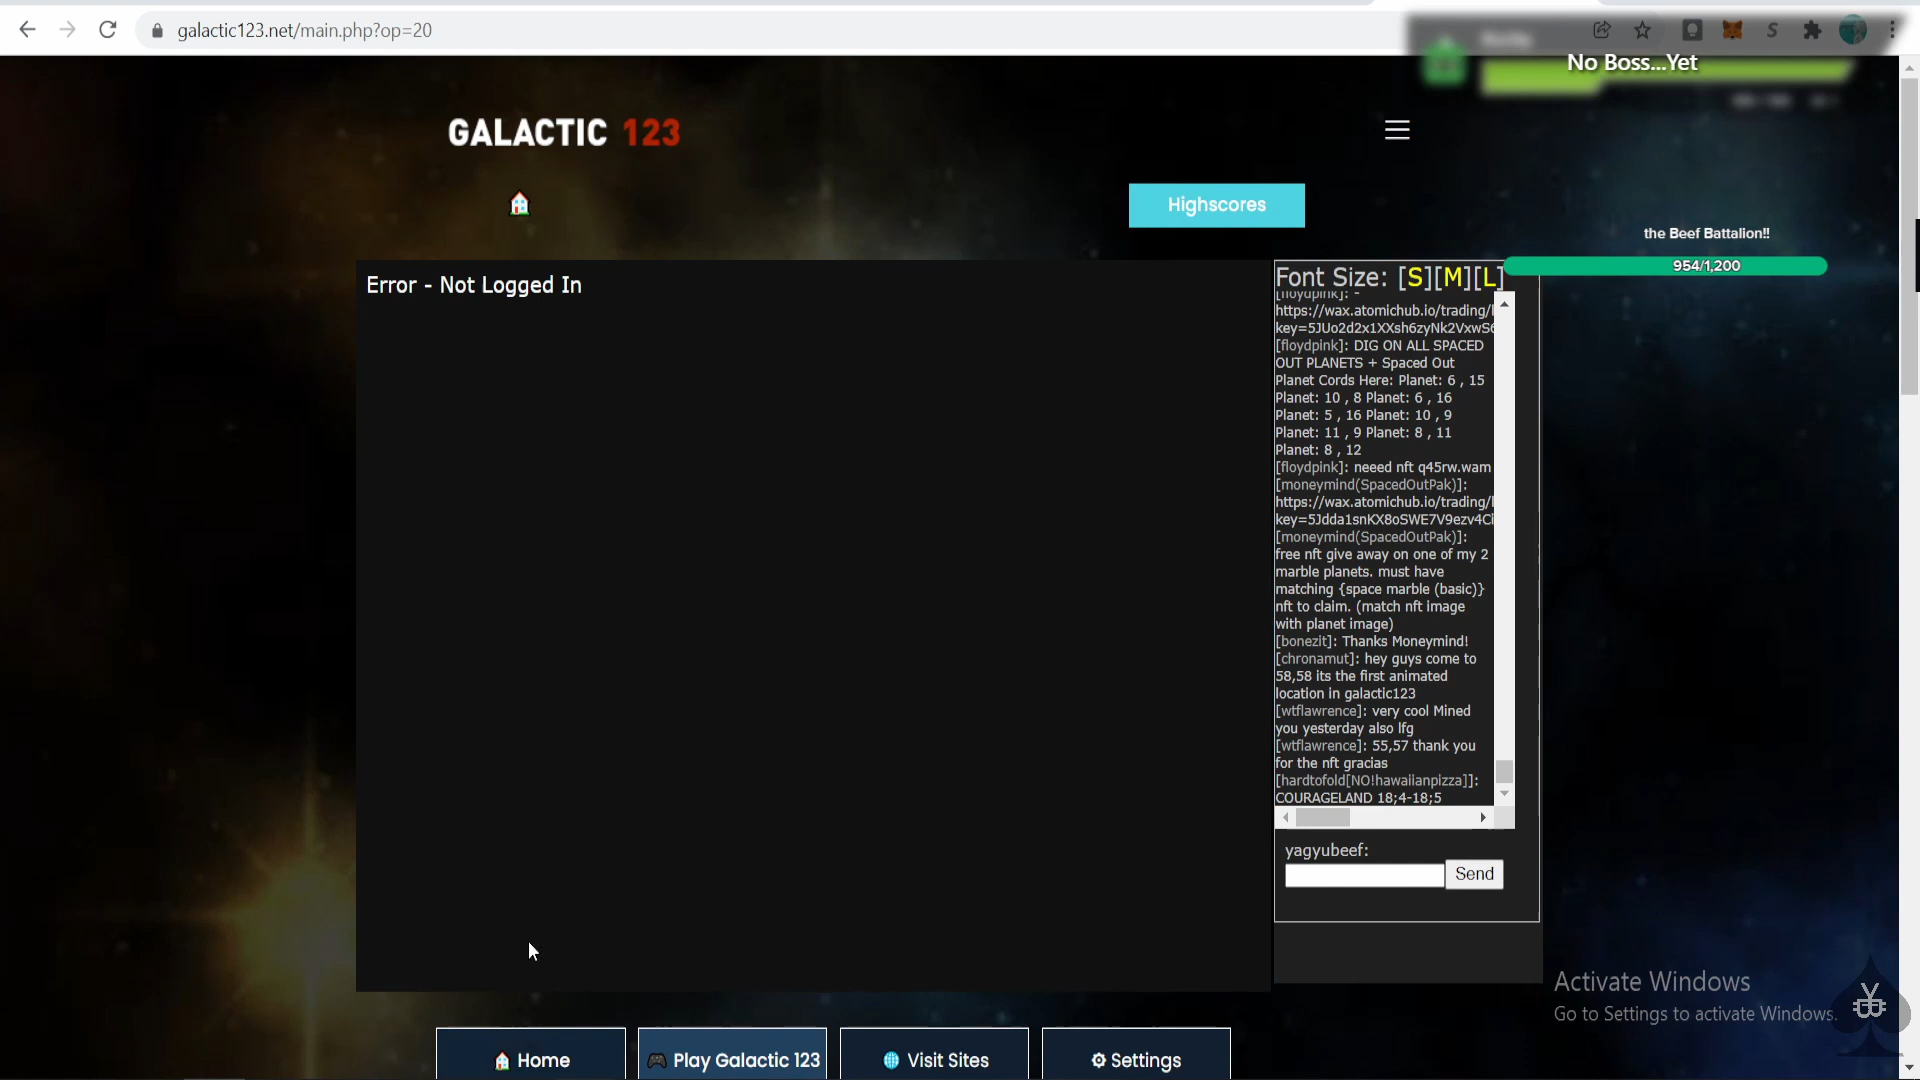 galactic123.net/main.php?op=20
No Boss...Yet
GALACTIC 123
Highscores
the Beef Battalion!!
954/1,200
Error - Not Logged In
Font Size: [S][M][L]
[floydpink]: -
https://wax.atomichub.io/trading/l
key=5JUo2d2x1XXsh6zyNk2VxwS6
[floydpink]: DIG ON ALL SPACED
OUT PLANETS + Spaced Out
Planet Cords Here: Planet: 6 , 15
Planet: 10 , 8 Planet: 6 , 16
Planet: 5 , 16 Planet: 10 , 9
Planet: 11 , 9 Planet: 8 , 11
Planet: 8 , 12
[floydpink]: neeed nft q45rw.wam
[moneymind(SpacedOutPak)]:
https://wax.atomichub.io/trading/l
key=5Jdda1snKX8oSWE7V9ezv4Ci
[moneymind(SpacedOutPak)]:
free nft give away on one of my 2
marble planets. must have
matching {space marble (basic)}
nft to claim. (match nft image
with planet image)
[bonezit]: Thanks Moneymind!
[chronamut]: hey guys come to
58,58 its the first animated
location in galactic123
[wtflawrence]: very cool Mined
you yesterday also lfg
[wtflawrence]: 55,57 thank you
for the nft gracias
[hardtofold[NO!hawaiianpizza]]:
COURAGELAND 18;4-18;5
yagyubeef:
Send
Activate Windows
Go to Settings to activate Windows.
Home
Play Galactic 123
Visit Sites
Settings